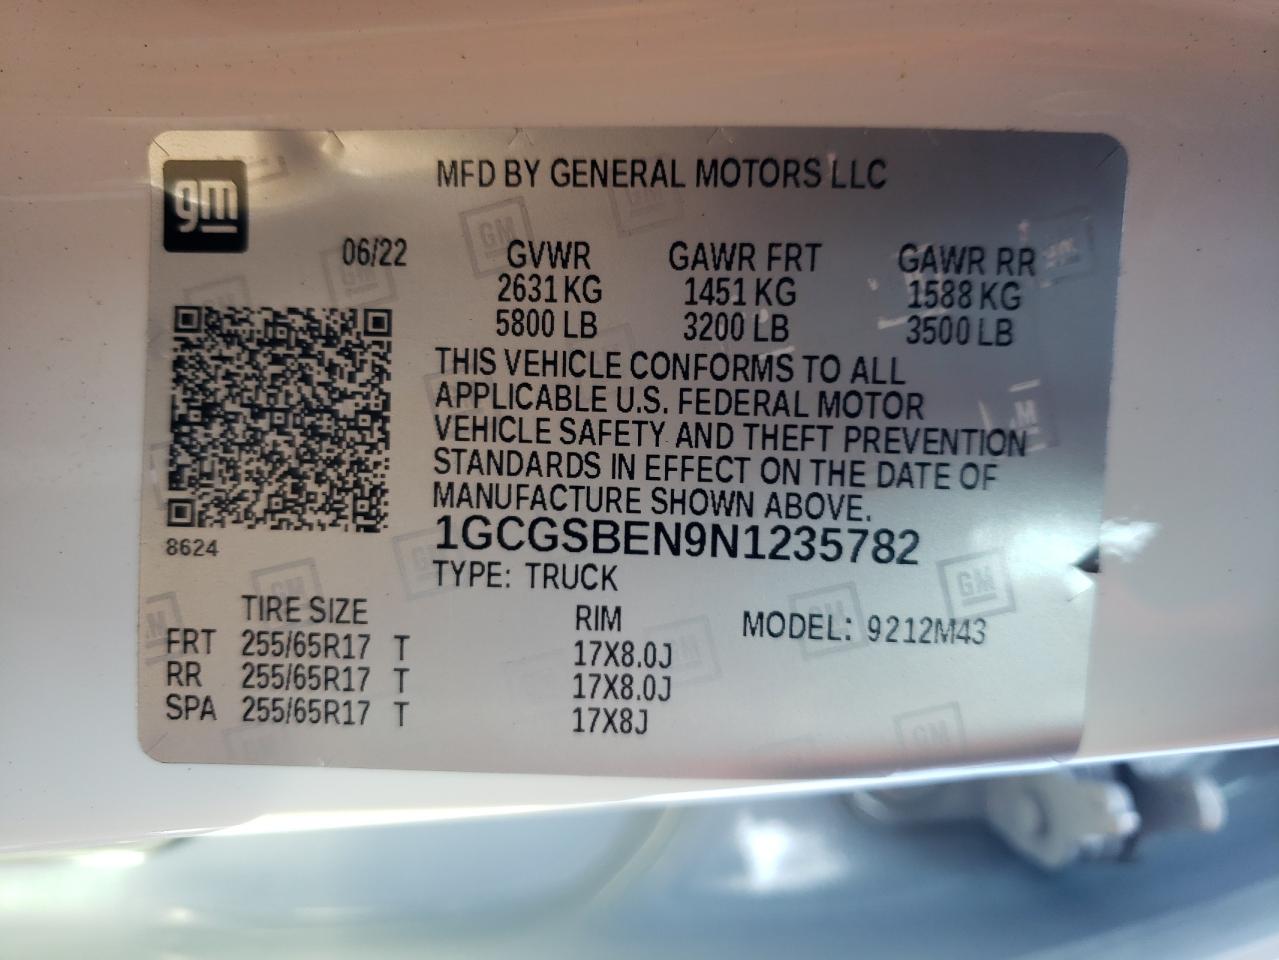 gm
MFD BY GENERAL MOTORS LLC
06/22 GVWR GAWR FRT GAWR RR
2631 KG 1451 KG 1588 KG
5800 LB 3200 LB 3500 LB
THIS VEHICLE CONFORMS TO ALL
APPLICABLE U.S. FEDERAL MOTOR
VEHICLE SAFETY AND THEFT PREVENTION
STANDARDS IN EFFECT ON THE DATE OF
MANUFACTURE SHOWN ABOVE.
1GCGSBEN9N1235782
8624
TYPE: TRUCK
TIRE SIZE RIM MODEL: 9212M43
FRT 255/65R17 T 17X8.0J
RR 255/65R17 T 17X8.0J
SPA 255/65R17 T 17X8J